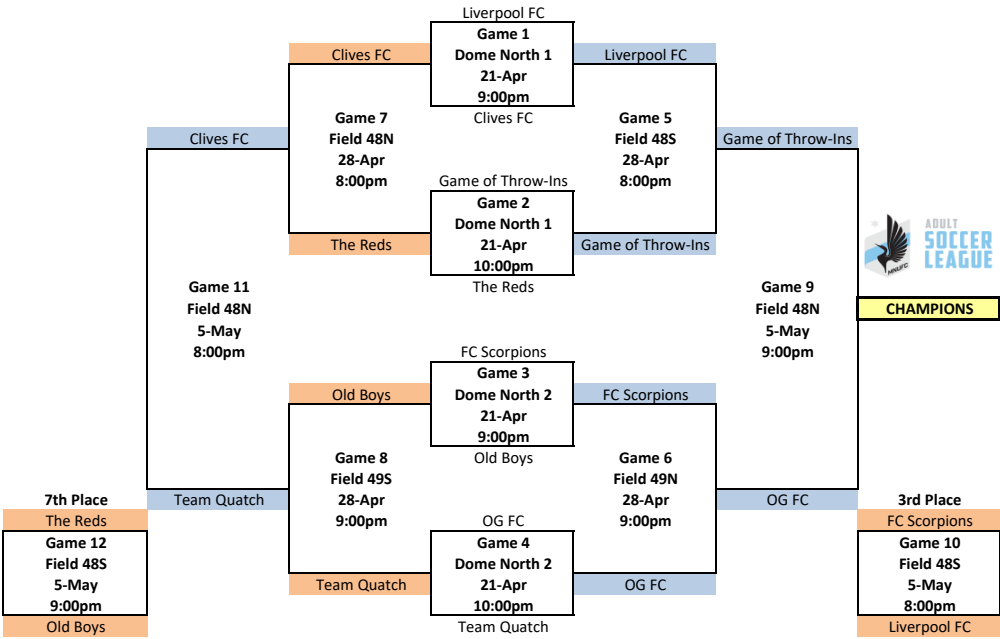 Liverpool FC
Game 1
Dome North 1
21-Apr
9:00pm
Clives FC
Clives FC
Liverpool FC
Game 7
Field 48N
28-Apr
8:00pm
Game 5
Field 48S
28-Apr
8:00pm
Clives FC
Game of Throw-Ins
Game of Throw-Ins
Game 2
Dome North 1
21-Apr
10:00pm
The Reds
The Reds
Game of Throw-Ins
ADULT
SOCCER
LEAGUE
MNUFC
Game 11
Field 48N
5-May
8:00pm
Game 9
Field 48N
5-May
9:00pm
CHAMPIONS
FC Scorpions
Game 3
Dome North 2
21-Apr
9:00pm
Old Boys
Old Boys
FC Scorpions
Game 8
Field 49S
28-Apr
9:00pm
Game 6
Field 49N
28-Apr
9:00pm
Team Quatch
OG FC
OG FC
Game 4
Dome North 2
21-Apr
10:00pm
Team Quatch
Team Quatch
OG FC
7th Place
The Reds
Game 12
Field 48S
5-May
9:00pm
Old Boys
3rd Place
FC Scorpions
Game 10
Field 48S
5-May
8:00pm
Liverpool FC